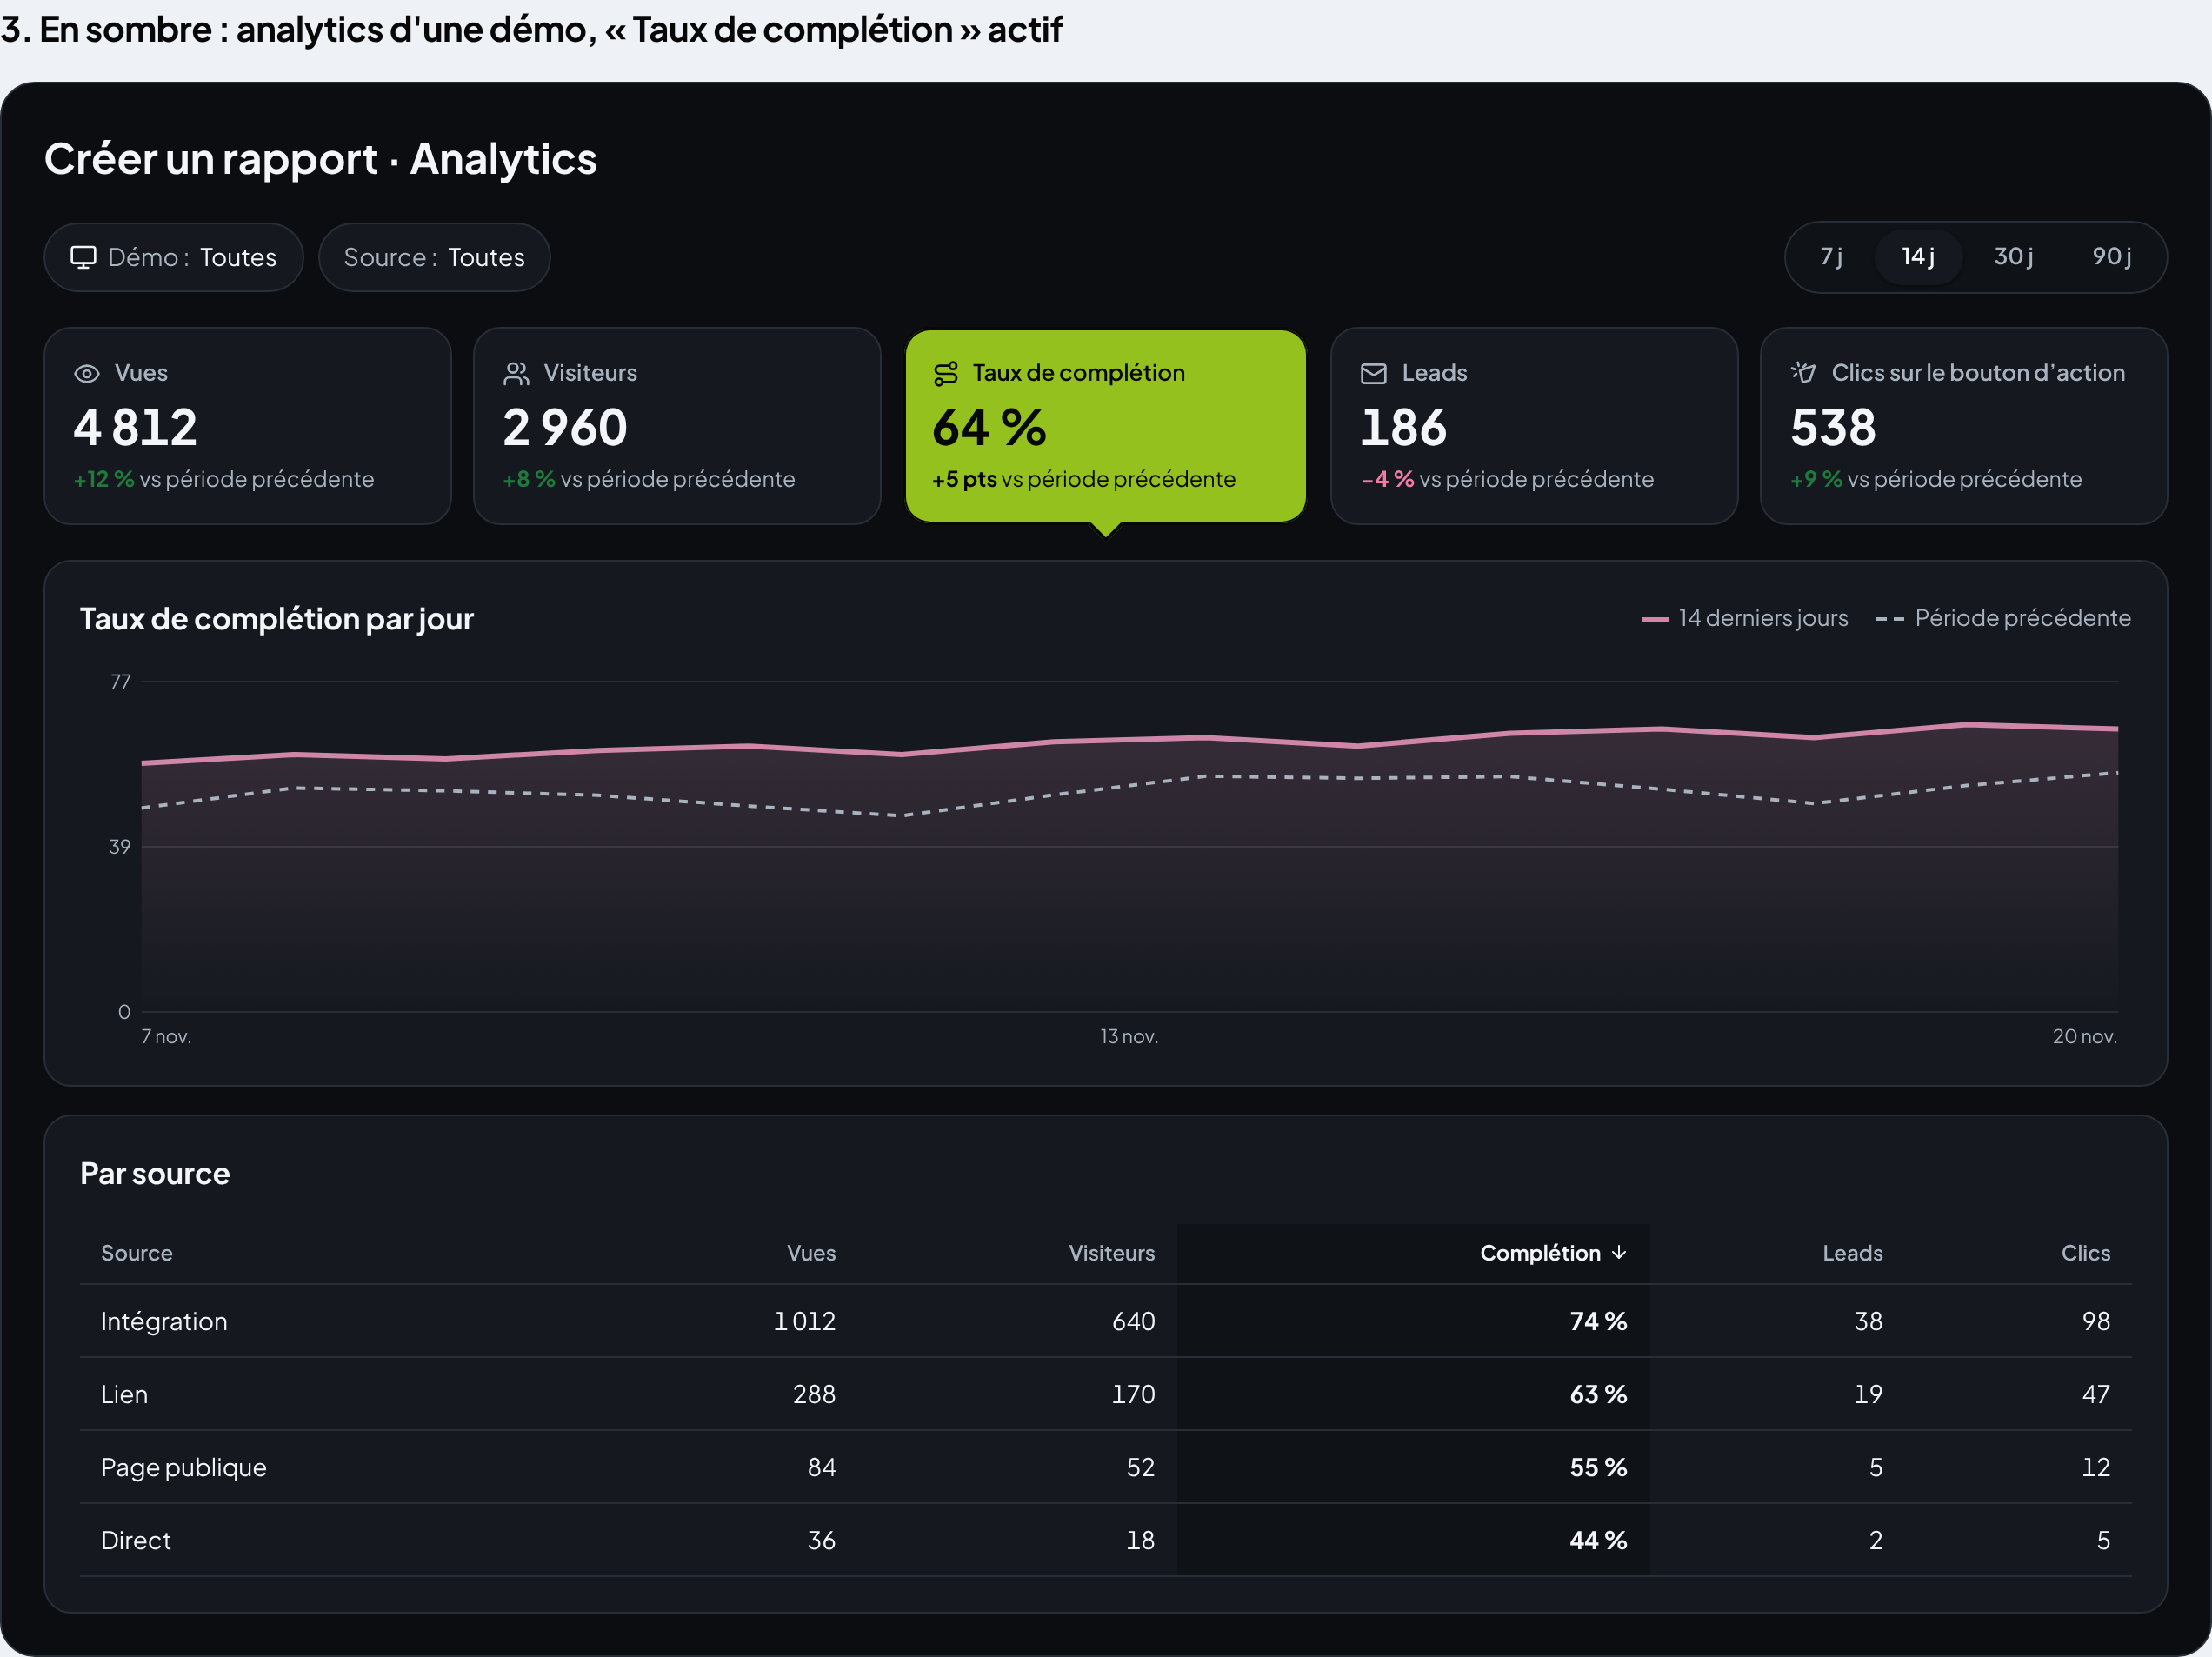 3. En sombre : analytics d'une démo, « Taux de complétion » actif
Créer un rapport · Analytics
Démo : Toutes
Source : Toutes
7 j
14 j
30 j
90 j
Vues
4 812
+12 % vs période précédente
Visiteurs
2 960
+8 % vs période précédente
Taux de complétion
64 %
+5 pts vs période précédente
Leads
186
−4 % vs période précédente
Clics sur le bouton d’action
538
+9 % vs période précédente
Taux de complétion par jour
14 derniers jours
Période précédente
77
39
0
7 nov.
13 nov.
20 nov.
Par source
Source Vues Visiteurs Complétion ↓ Leads Clics
Intégration 1 012 640 74 % 38 98
Lien 288 170 63 % 19 47
Page publique 84 52 55 % 5 12
Direct 36 18 44 % 2 5